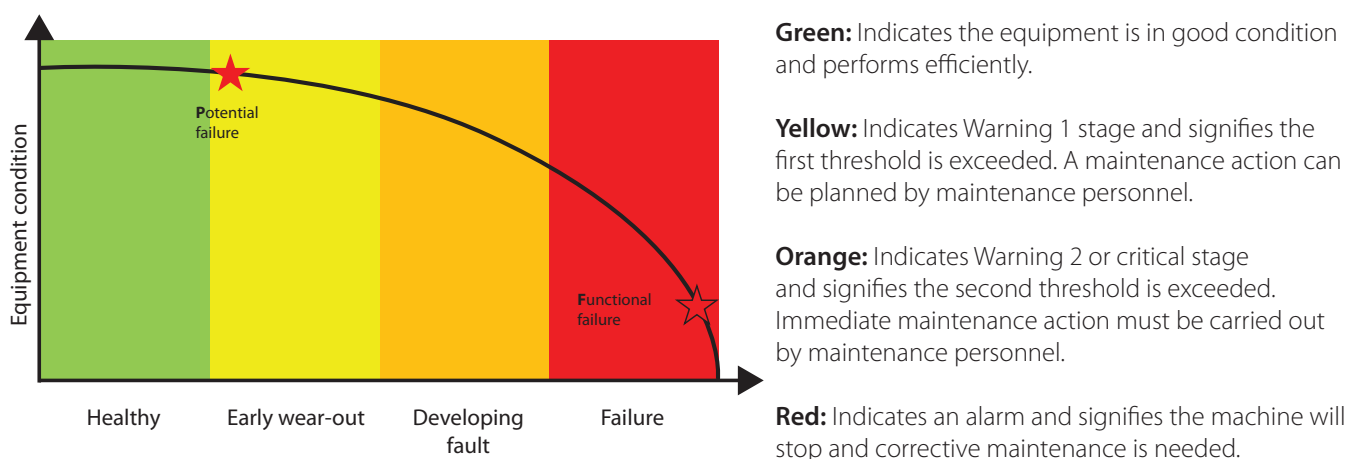 Equipment condition
Potential
failure
Functional
failure
Healthy
Early wear-out
Developing
fault
Failure
Green: Indicates the equipment is in good condition
and performs efficiently.
Yellow: Indicates Warning 1 stage and signifies the
first threshold is exceeded. A maintenance action can
be planned by maintenance personnel.
Orange: Indicates Warning 2 or critical stage
and signifies the second threshold is exceeded.
Immediate maintenance action must be carried out
by maintenance personnel.
Red: Indicates an alarm and signifies the machine will
stop and corrective maintenance is needed.